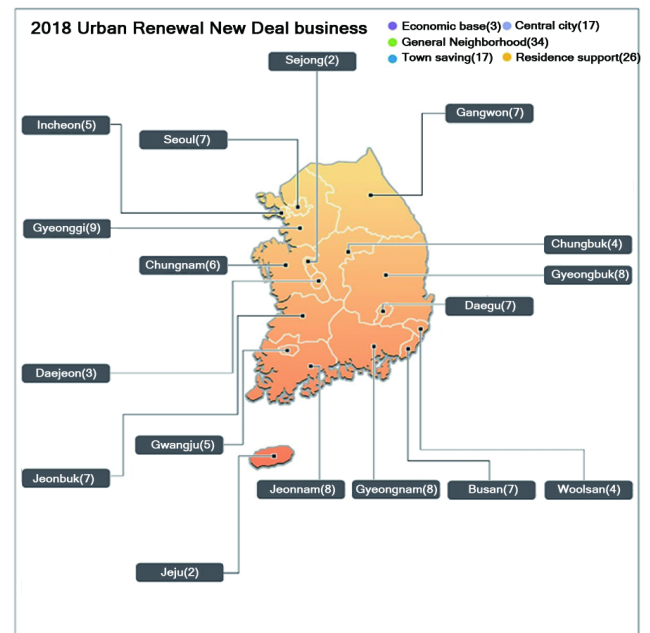 2018 Urban Renewal New Deal business
Economic base(3) Central city(17)
General Neighborhood(34)
Town saving(17) Residence support(26)
Sejong(2)
Incheon(5)
Seoul(7)
Gangwon(7)
Gyeonggi(9)
Chungbuk(4)
Chungnam(6)
Gyeongbuk(8)
Daegu(7)
Daejeon(3)
Gwangju(5)
Jeonbuk(7)
Jeonnam(8)
Gyeongnam(8)
Busan(7)
Woolsan(4)
Jeju(2)